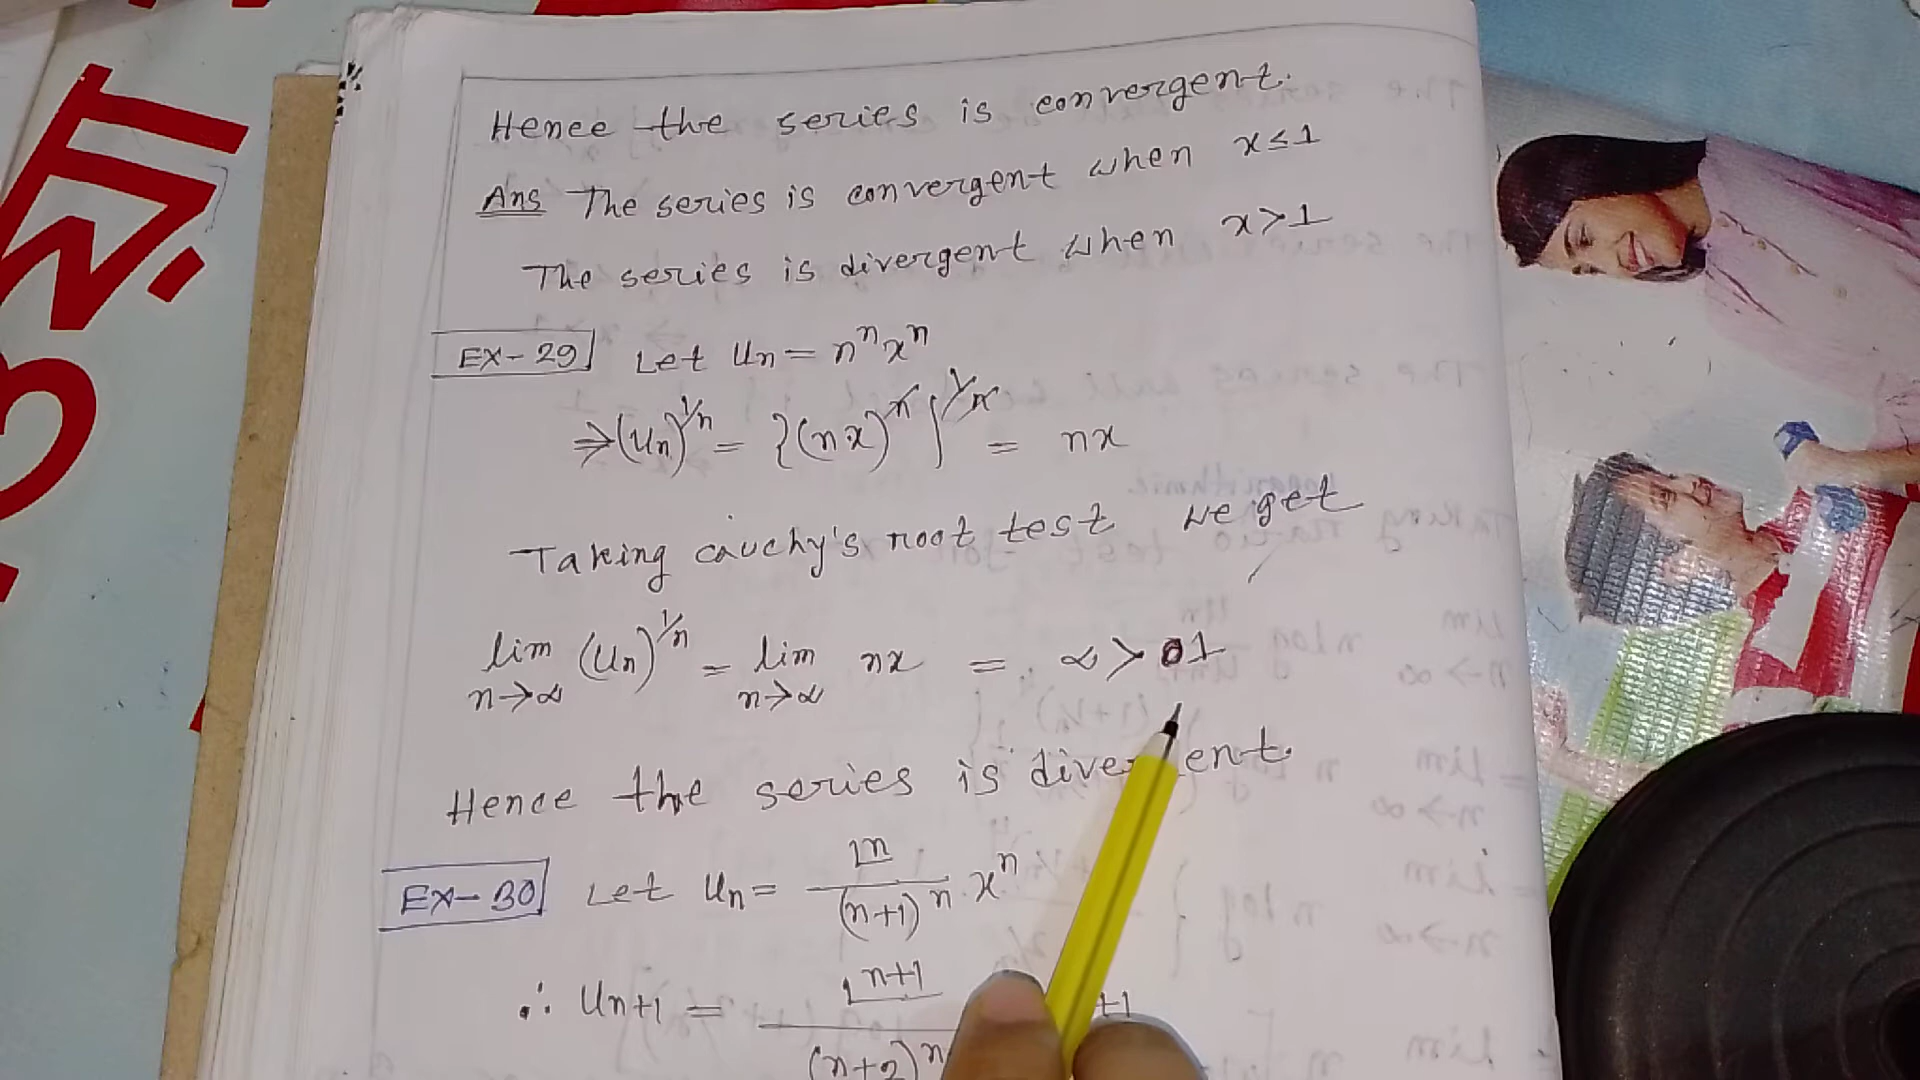 Hence the series is convergent.
Ans The series is convergent when x≤1
The series is divergent when x>1
EX-29 Let Un = nⁿxⁿ
⇒(Un)^1/n = {(nx)^n}^1/n = nx
Taking cauchy's root test we get
lim n→∞ (Un)^1/n = lim n→∞ nx = ∞ > 1
Hence the series is divergent.
EX-30 Let Un = |n / (n+1)^n . x^n
∴ Un+1 = |n+1 / (n+2)^n +1